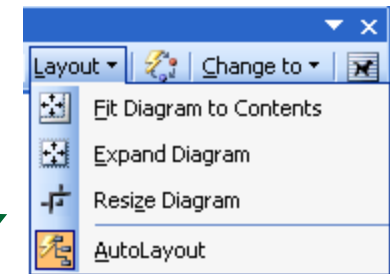 Layout Change to
Fit Diagram to Contents
Expand Diagram
Resize Diagram
AutoLayout